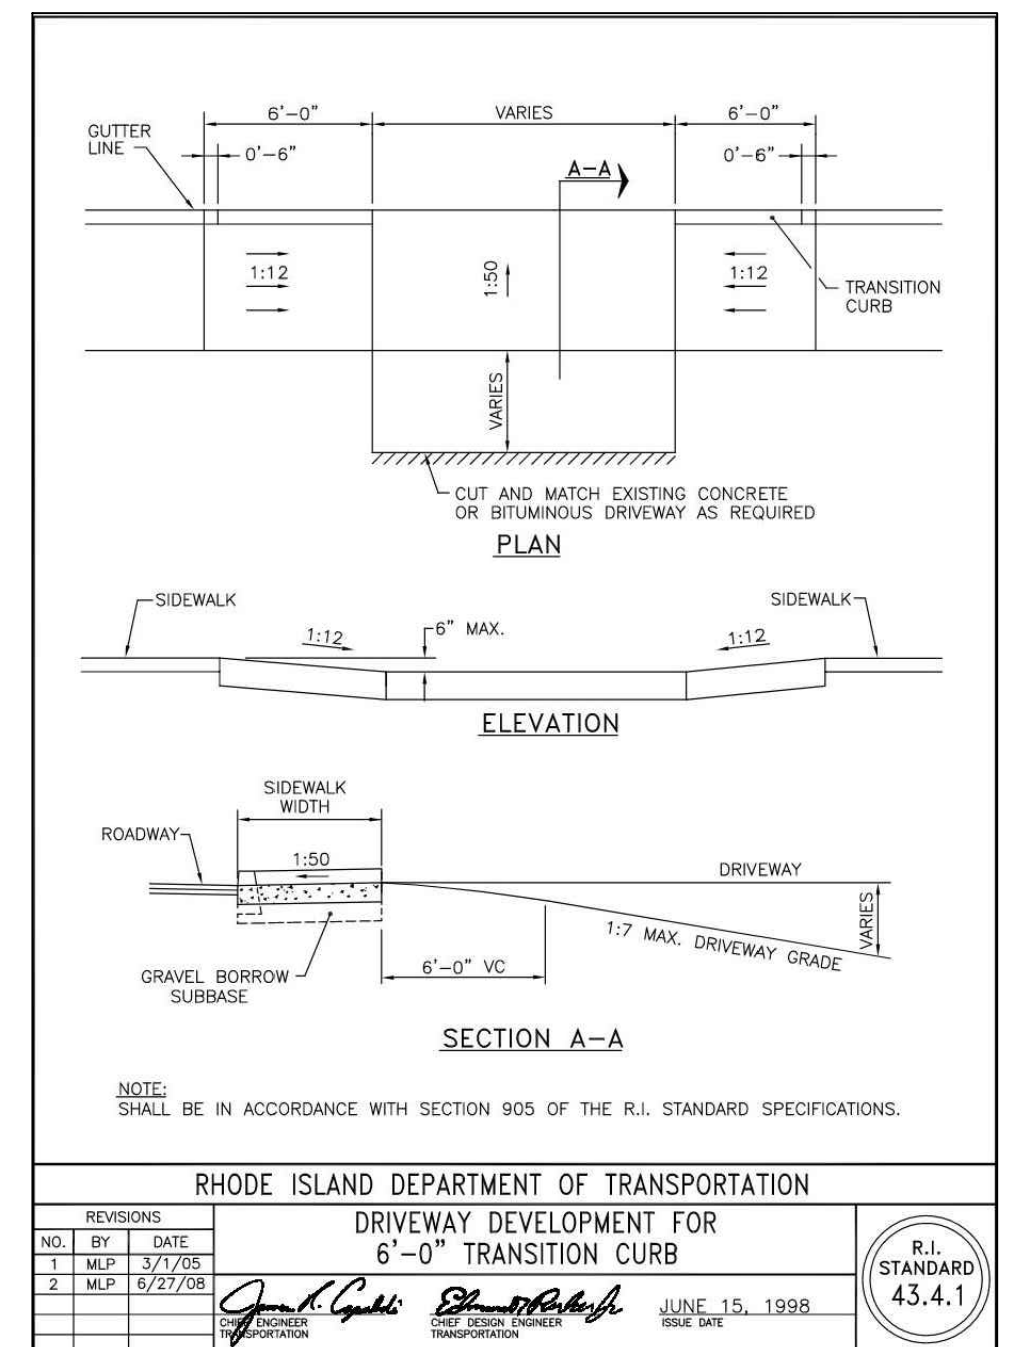 6'-0"
VARIES
6'-0"
GUTTER
LINE
0'-6"
0'-6"
A-A
1:12
1:50
1:12
TRANSITION
CURB
VARIES
CUT AND MATCH EXISTING CONCRETE
OR BITUMINOUS DRIVEWAY AS REQUIRED
PLAN
SIDEWALK
SIDEWALK
1:12
6" MAX.
1:12
ELEVATION
SIDEWALK
WIDTH
ROADWAY
1:50
DRIVEWAY
VARIES
1:7 MAX. DRIVEWAY GRADE
6'-0" VC
GRAVEL BORROW
SUBBASE
SECTION A-A
NOTE:
SHALL BE IN ACCORDANCE WITH SECTION 905 OF THE R.I. STANDARD SPECIFICATIONS.
RHODE ISLAND DEPARTMENT OF TRANSPORTATION
REVISIONS
NO. BY DATE
1 MLP 3/1/05
2 MLP 6/27/08
DRIVEWAY DEVELOPMENT FOR
6'-0" TRANSITION CURB
CHIEF ENGINEER
TRANSPORTATION
CHIEF DESIGN ENGINEER
TRANSPORTATION
JUNE 15, 1998
ISSUE DATE
R.I.
STANDARD
43.4.1